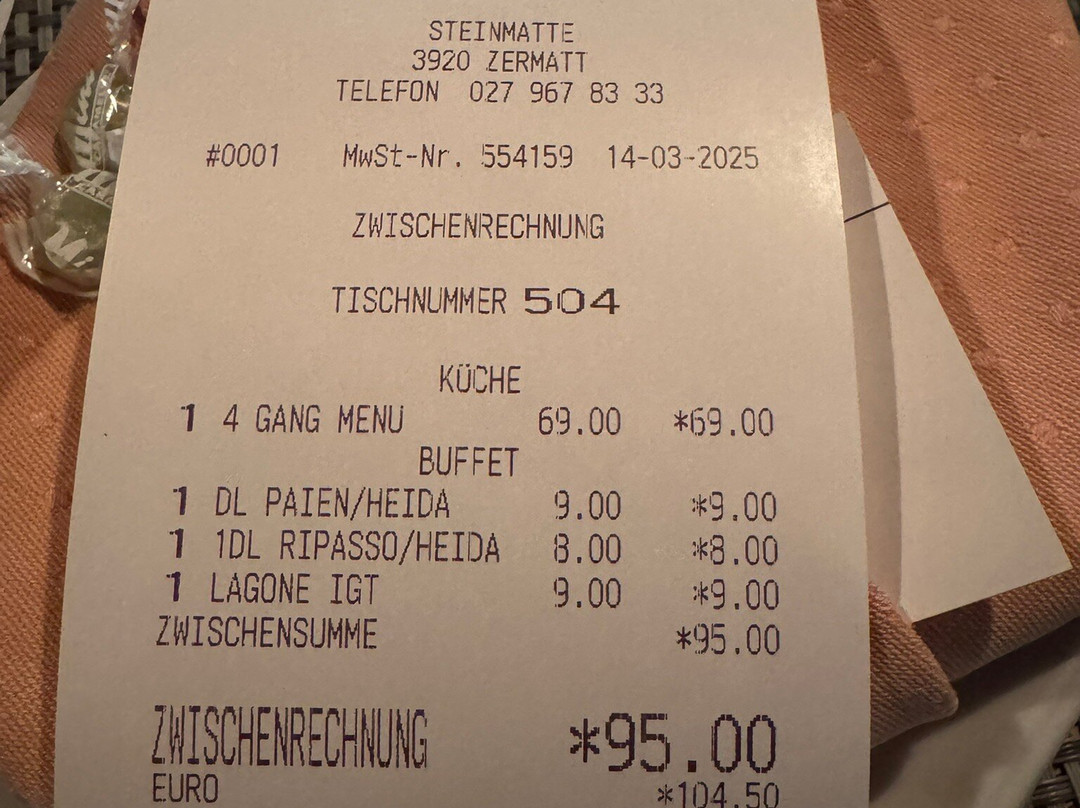 STEINMATTE
3920 ZERMATT
TELEFON 027 967 83 33
#0001 MwSt-Nr. 554159 14-03-2025
ZWISCHENRECHNUNG
TISCHNUMMER 504
KÜCHE
1 4 GANG MENU 69.00 *69.00
BUFFET
1 DL PAIEN/HEIDA 9.00 *9.00
1 1DL RIPASSO/HEIDA 8.00 *8.00
1 LAGONE IGT 9.00 *9.00
ZWISCHENSUMME *95.00
ZWISCHENRECHNUNG *95.00
EURO *104.50